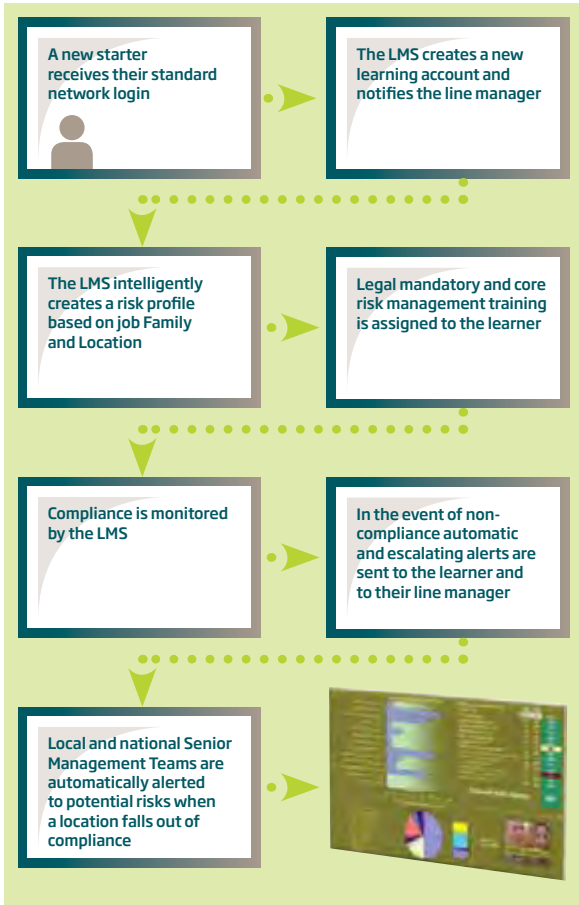 A new starter
receives their standard
network login
The LMS creates a new
learning account and
notifies the line manager
The LMS intelligently
creates a risk profile
based on job Family
and Location
Legal mandatory and core
risk management training
is assigned to the learner
Compliance is monitored
by the LMS
In the event of non-
compliance automatic
and escalating alerts are
sent to the learner and
to their line manager
Local and national Senior
Management Teams are
automatically alerted
to potential risks when
a location falls out of
compliance